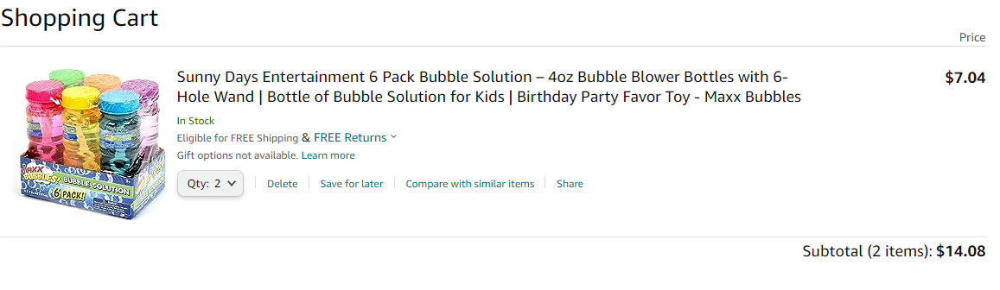 Shopping Cart
Price
Sunny Days Entertainment 6 Pack Bubble Solution – 4oz Bubble Blower Bottles with 6-
Hole Wand | Bottle of Bubble Solution for Kids | Birthday Party Favor Toy - Maxx Bubbles
$7.04
In Stock
Eligible for FREE Shipping & FREE Returns
Gift options not available. Learn more
Qty: 2
Delete
Save for later
Compare with similar items
Share
MAXX
BUBBLES! BUBBLE SOLUTION
6 PACK!
Subtotal (2 items): $14.08